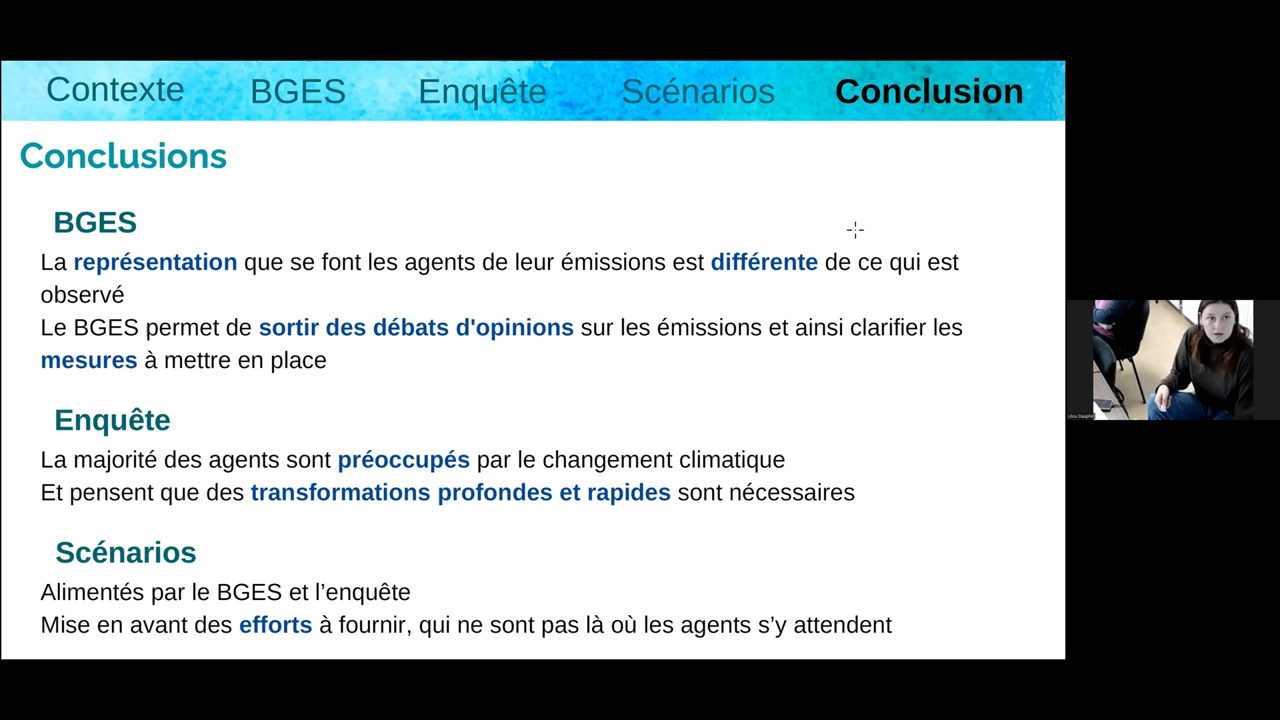 Contexte BGES Enquête Scénarios Conclusion
Conclusions
BGES
La représentation que se font les agents de leur émissions est différente de ce qui est
observé
Le BGES permet de sortir des débats d'opinions sur les émissions et ainsi clarifier les
mesures à mettre en place
Enquête
La majorité des agents sont préoccupés par le changement climatique
Et pensent que des transformations profondes et rapides sont nécessaires
Scénarios
Alimentés par le BGES et l’enquête
Mise en avant des efforts à fournir, qui ne sont pas là où les agents s’y attendent